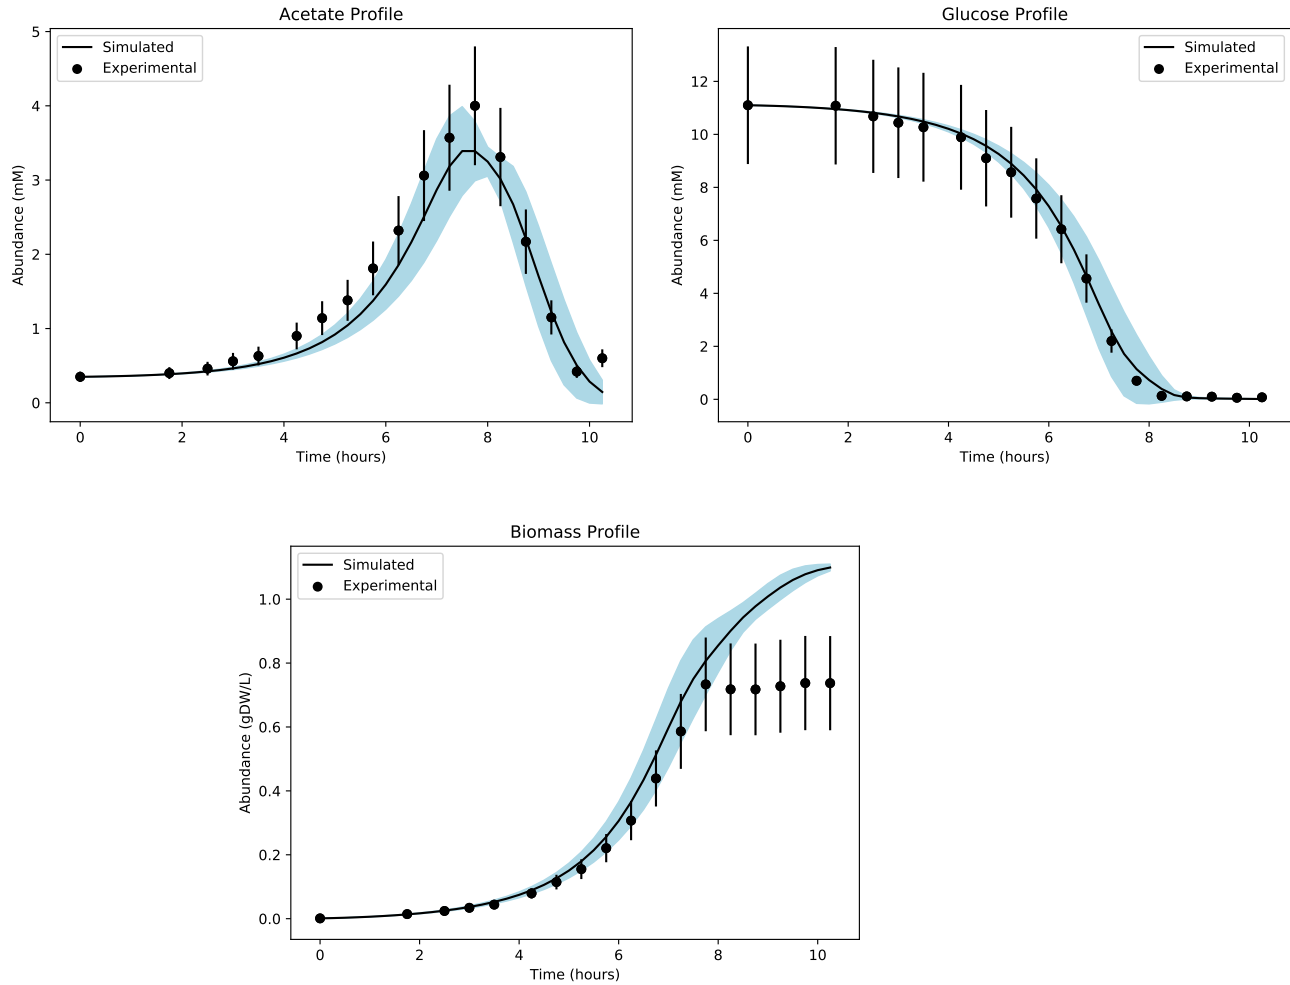 Acetate Profile
Simulated
Experimental
Abundance (mM)
5
4
3
2
1
0
0 2 4 6 8 10
Time (hours)
Glucose Profile
Simulated
Experimental
Abundance (mM)
12
10
8
6
4
2
0
0 2 4 6 8 10
Time (hours)
Biomass Profile
Simulated
Experimental
Abundance (gDW/L)
1.0
0.8
0.6
0.4
0.2
0.0
0 2 4 6 8 10
Time (hours)